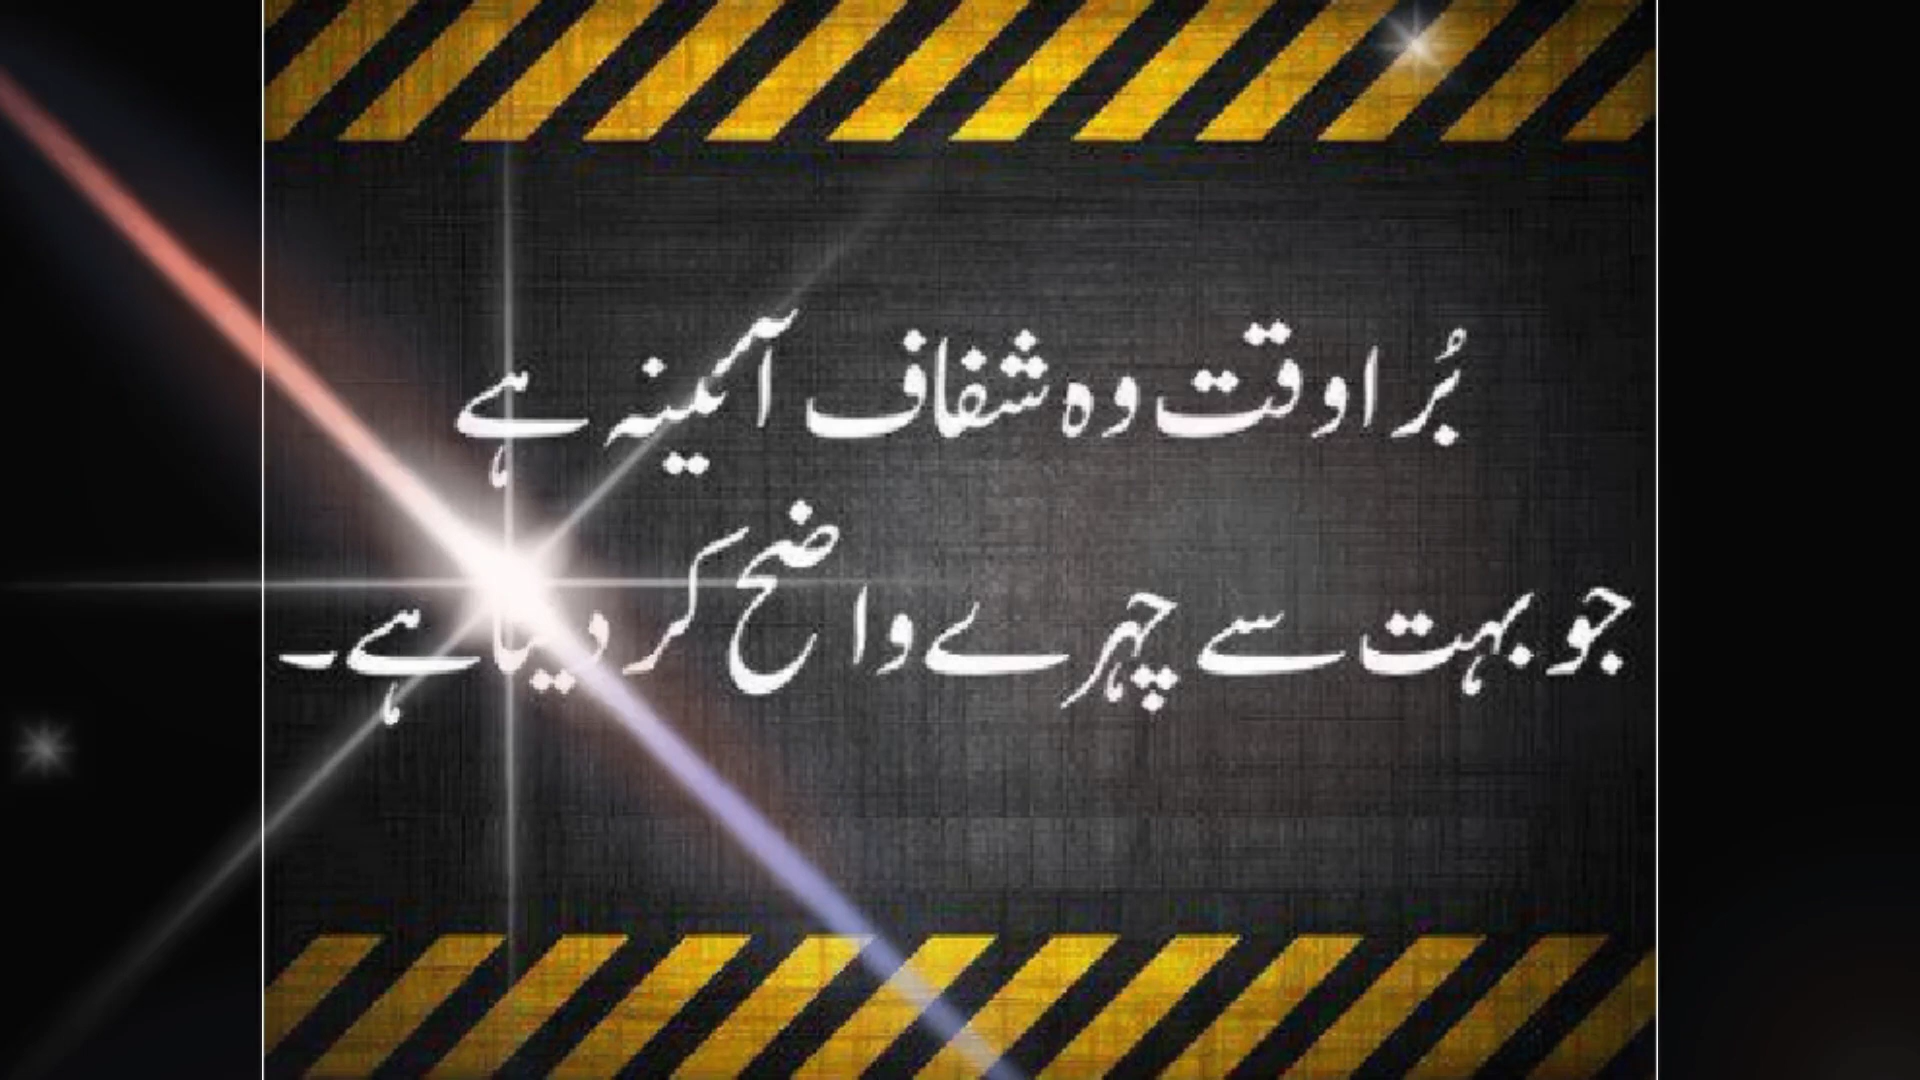 بُرا وقت وہ شفاف آئینہ ہے
جو بہت سے چہرے واضح کر دیتا ہے۔